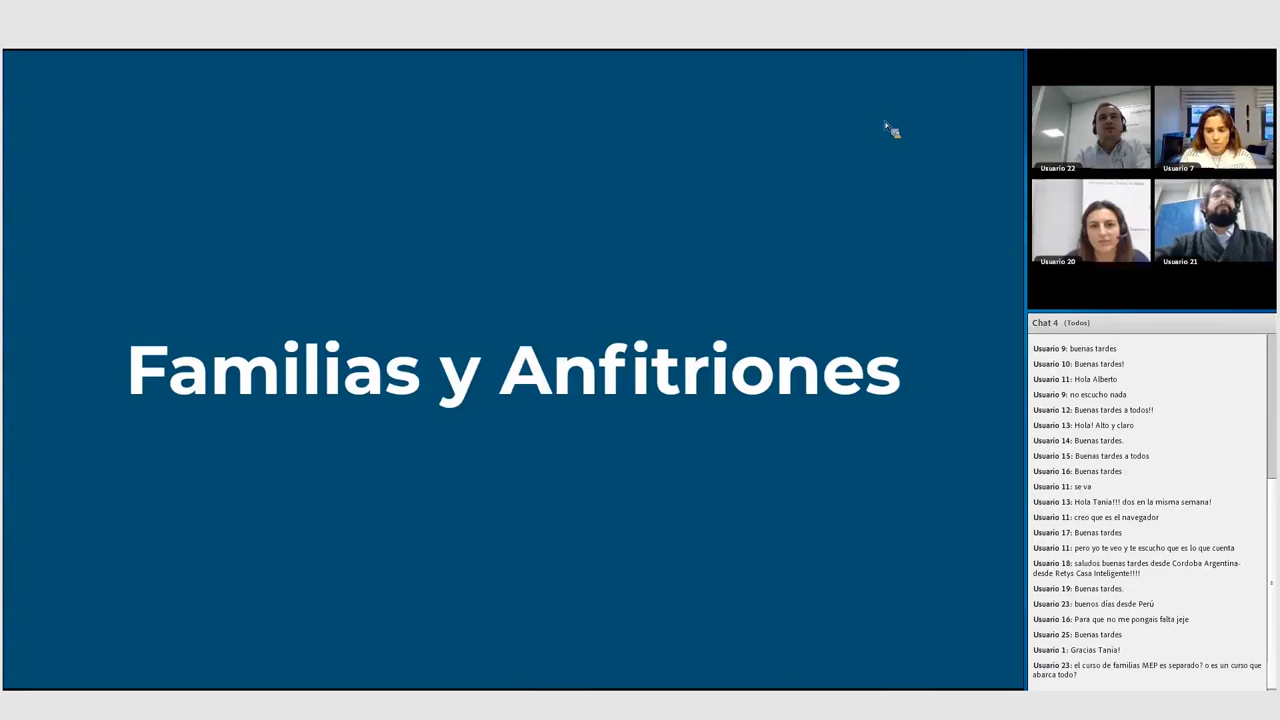 Familias y Anfitriones
Usuario 22
Usuario 7
Usuario 20
Usuario 21
Chat 4 (Todos)
Usuario 9: buenas tardes
Usuario 10: Buenas tardes!
Usuario 11: Hola Alberto
Usuario 9: no escucho nada
Usuario 12: Buenas tardes a todos!!
Usuario 13: Hola! Alto y claro
Usuario 14: Buenas tardes.
Usuario 15: Buenas tardes a todos
Usuario 16: Buenas tardes
Usuario 11: se va
Usuario 13: Hola Tania!!! dos en la misma semana!
Usuario 11: creo que es el navegador
Usuario 17: Buenas tardes
Usuario 11: pero yo te veo y te escucho que es lo que cuenta
Usuario 18: saludos buenas tardes desde Cordoba Argentina-
desde Retys Casa Inteligente!!!!
Usuario 19: Buenas tardes.
Usuario 23: buenos días desde Perú
Usuario 16: Para que no me pongais falta jeje
Usuario 25: Buenas tardes
Usuario 1: Gracias Tania!
Usuario 23: el curso de familias MEP es separado? o es un curso que
abarca todo?